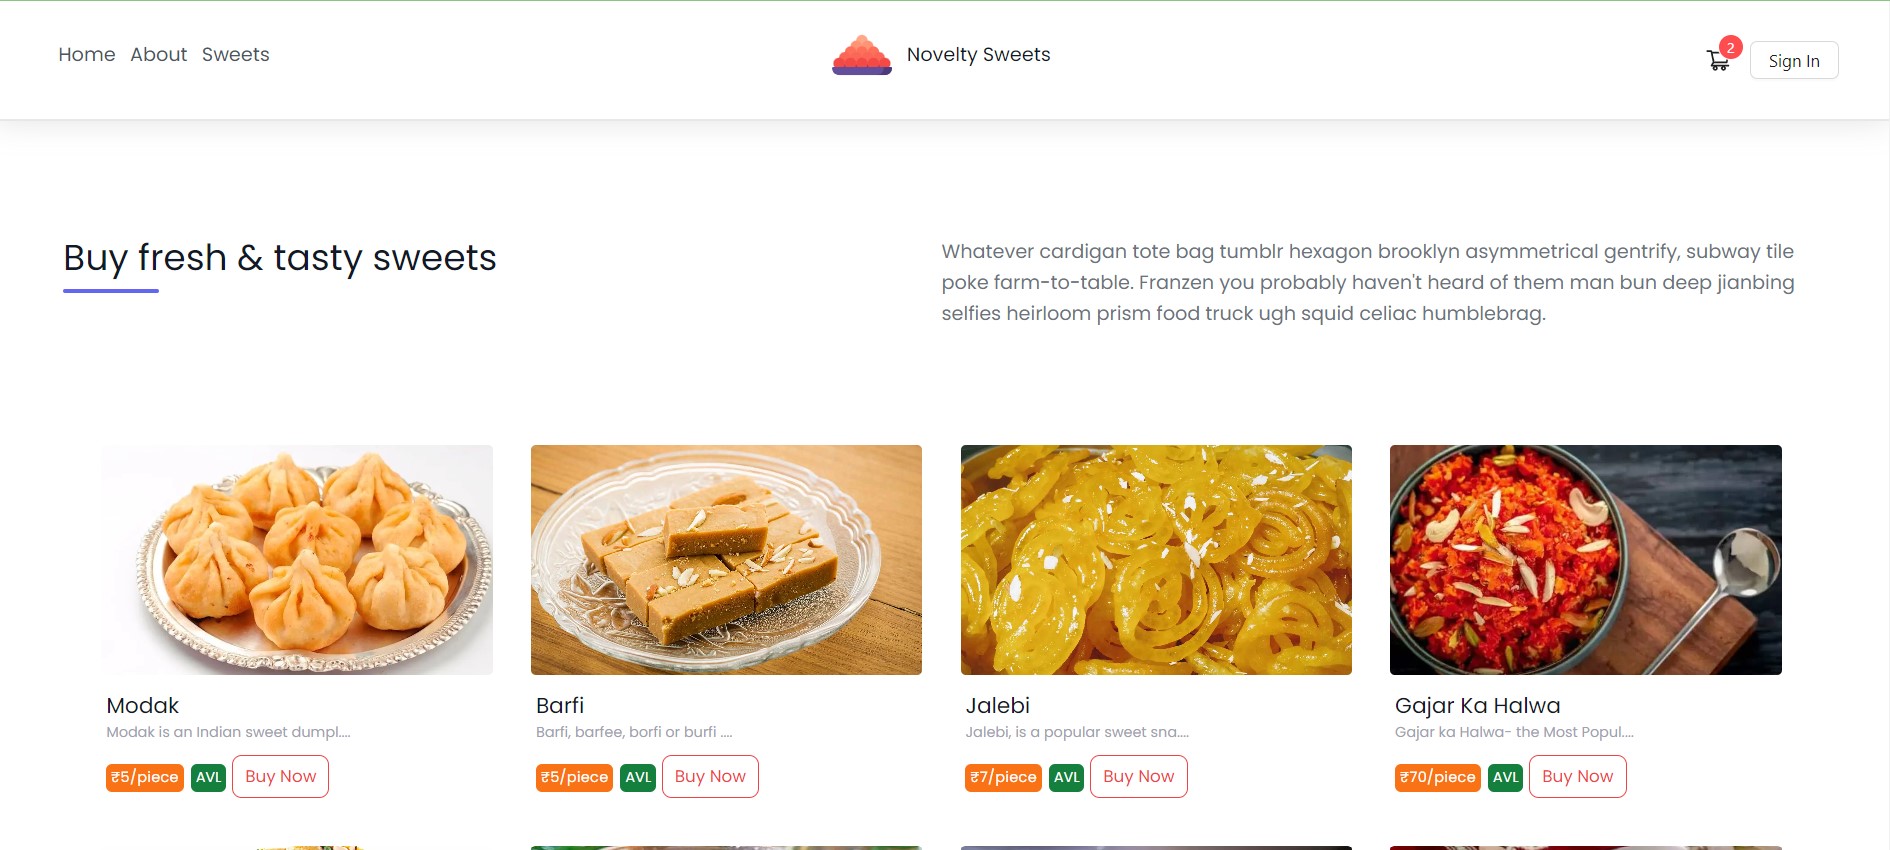 Home About Sweets
Novelty Sweets
2
Sign In
Buy fresh & tasty sweets
Whatever cardigan tote bag tumblr hexagon brooklyn asymmetrical gentrify, subway tile
poke farm-to-table. Franzen you probably haven't heard of them man bun deep jianbing
selfies heirloom prism food truck ugh squid celiac humblebrag.
Modak
Modak is an Indian sweet dumpl....
₹5/piece AVL Buy Now
Barfi
Barfi, barfee, borfi or burfi ....
₹5/piece AVL Buy Now
Jalebi
Jalebi, is a popular sweet sna....
₹7/piece AVL Buy Now
Gajar Ka Halwa
Gajar ka Halwa- the Most Popul....
₹70/piece AVL Buy Now